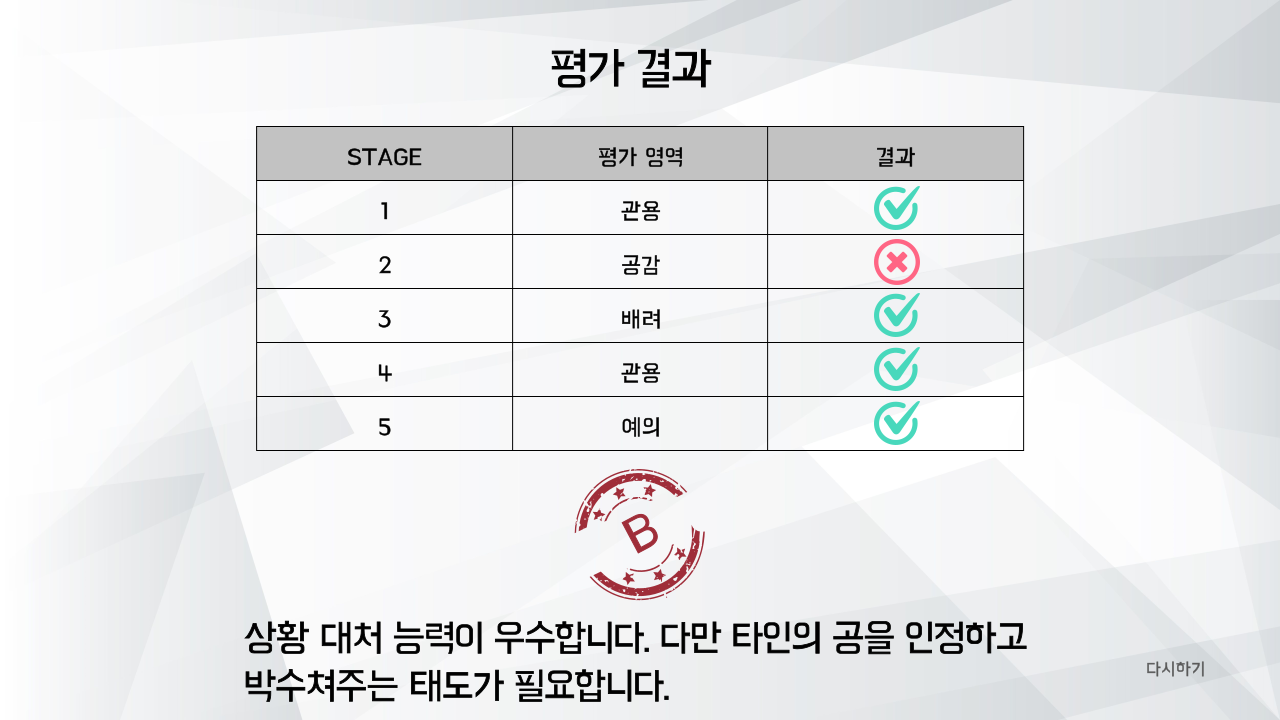 평가 결과
STAGE 평가 영역 결과
1 관용
2 공감
3 배려
4 관용
5 예의
B
상황 대처 능력이 우수합니다. 다만 타인의 공을 인정하고
박수쳐주는 태도가 필요합니다.
다시하기